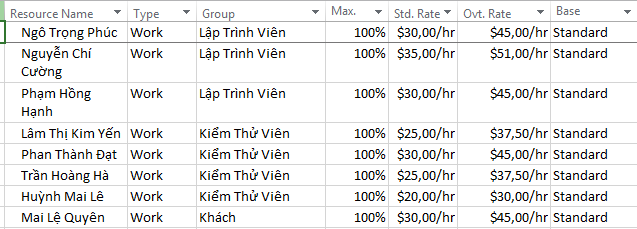 Resource Name Type Group Max. Std. Rate Ovt. Rate Base
Ngô Trọng Phúc Work Lập Trình Viên 100% $30,00/hr $45,00/hr Standard
Nguyễn Chí Work Lập Trình Viên 100% $35,00/hr $51,00/hr Standard
Cường
Phạm Hồng Work Lập Trình Viên 100% $30,00/hr $45,00/hr Standard
Hạnh
Lâm Thị Kim Yến Work Kiểm Thử Viên 100% $25,00/hr $37,50/hr Standard
Phan Thành Đạt Work Kiểm Thử Viên 100% $30,00/hr $45,00/hr Standard
Trần Hoàng Hà Work Kiểm Thử Viên 100% $25,00/hr $37,50/hr Standard
Huỳnh Mai Lê Work Kiểm Thử Viên 100% $20,00/hr $30,00/hr Standard
Mai Lệ Quyên Work Khách 100% $30,00/hr $45,00/hr Standard